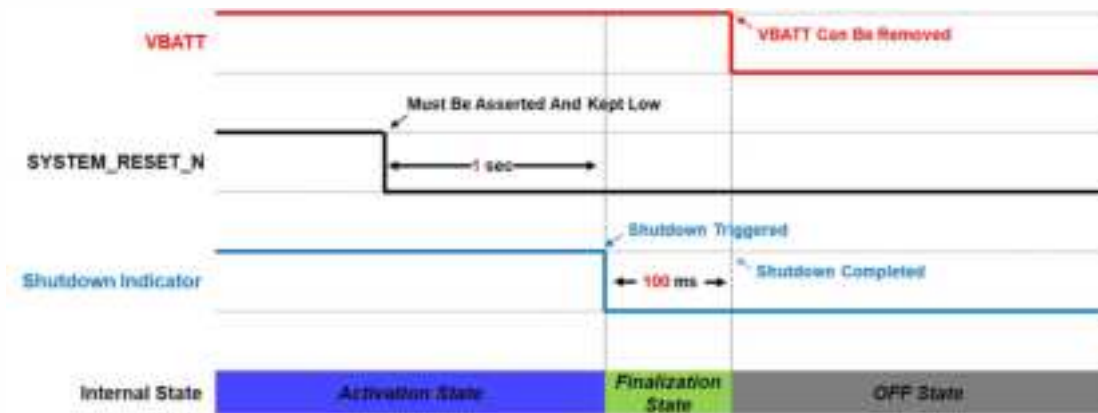 VBATT
VBATT Can Be Removed
Must Be Asserted And Kept Low
SYSTEM_RESET_N
1 sec
Shutdown Triggered
Shutdown Indicator
100 ms
Shutdown Completed
Internal State
Activation State
Finalization
State
OFF State